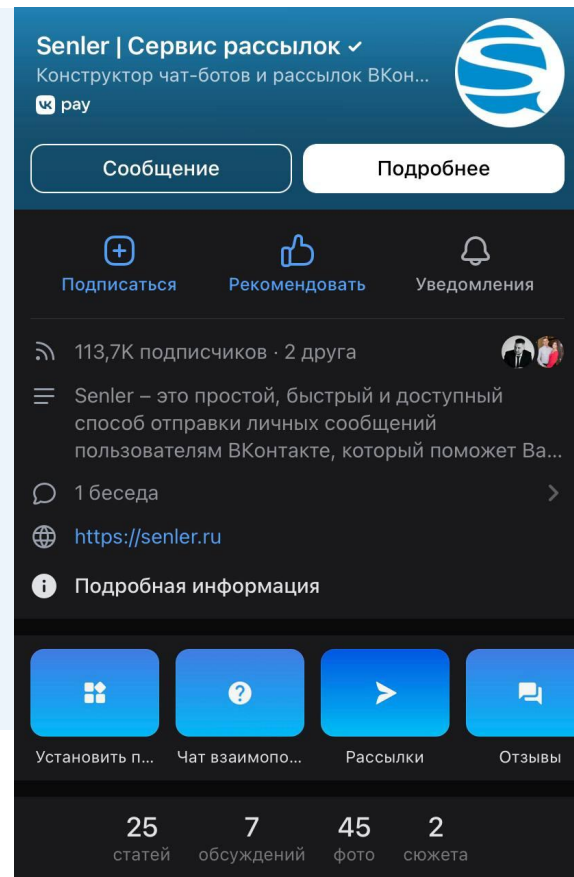 Senler | Сервис рассылок
Конструктор чат-ботов и рассылок ВКон...
VK pay
Сообщение
Подробнее
Подписаться
Рекомендовать
Уведомления
113,7K подписчиков · 2 друга
Senler – это простой, быстрый и доступный
способ отправки личных сообщений
пользователям ВКонтакте, который поможет Ва...
1 беседа
https://senler.ru
Подробная информация
Установить п...
Чат взаимопо...
Рассылки
Отзывы
25 7 45 2
статей обсуждений фото сюжета